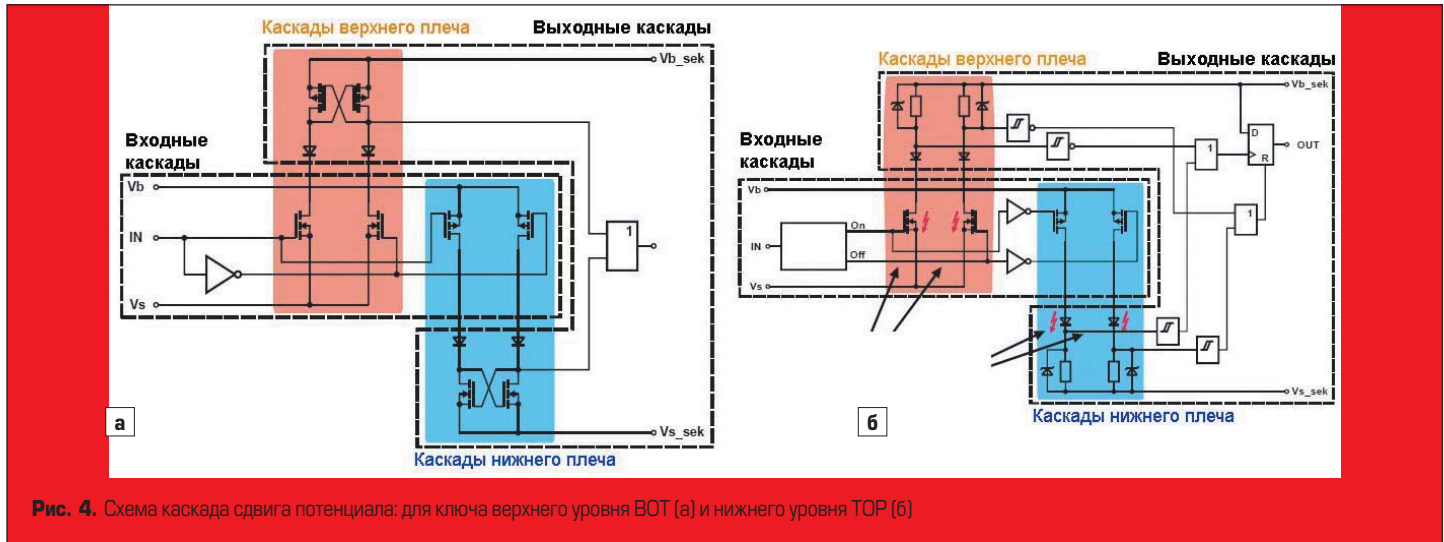 Каскады верхнего плеча
Выходные каскады
Vb_sek
Входные
каскады
Vb
IN
Vs
1
Vs_sek
Каскады нижнего плеча
а
Каскады верхнего плеча
Выходные каскады
Vb_sek
Входные
каскады
D
OUT
R
1
Vb
1
On
IN
Off
Vs
Vs_sek
Каскады нижнего плеча
б
Рис. 4. Схема каскада сдвига потенциала: для ключа верхнего уровня BOT (а) и нижнего уровня TOP (б)